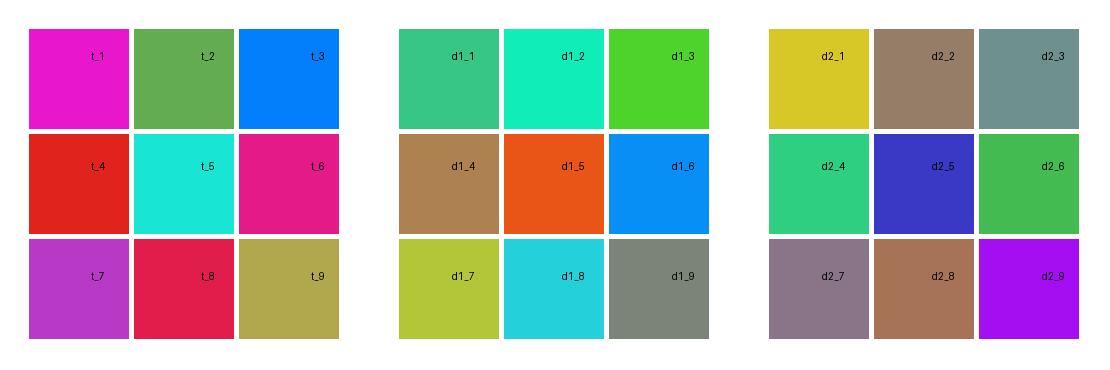 t_1 t_2 t_3 d1_1 d1_2 d1_3 d2_1 d2_2 d2_3
t_4 t_5 t_6 d1_4 d1_5 d1_6 d2_4 d2_5 d2_6
t_7 t_8 t_9 d1_7 d1_8 d1_9 d2_7 d2_8 d2_9